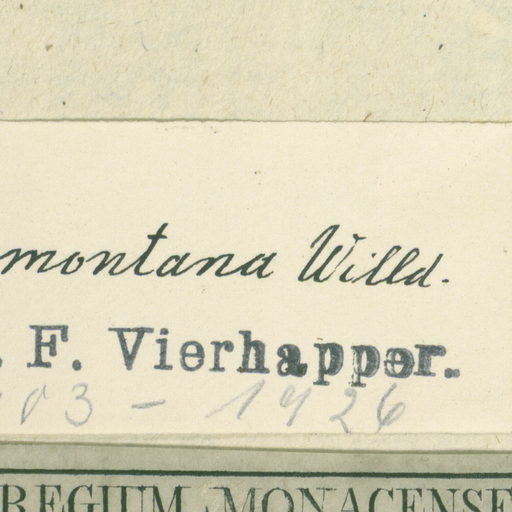 montana Willd.
. F. Vierhapper.
03 - 1926
REGIUM MONACENSE